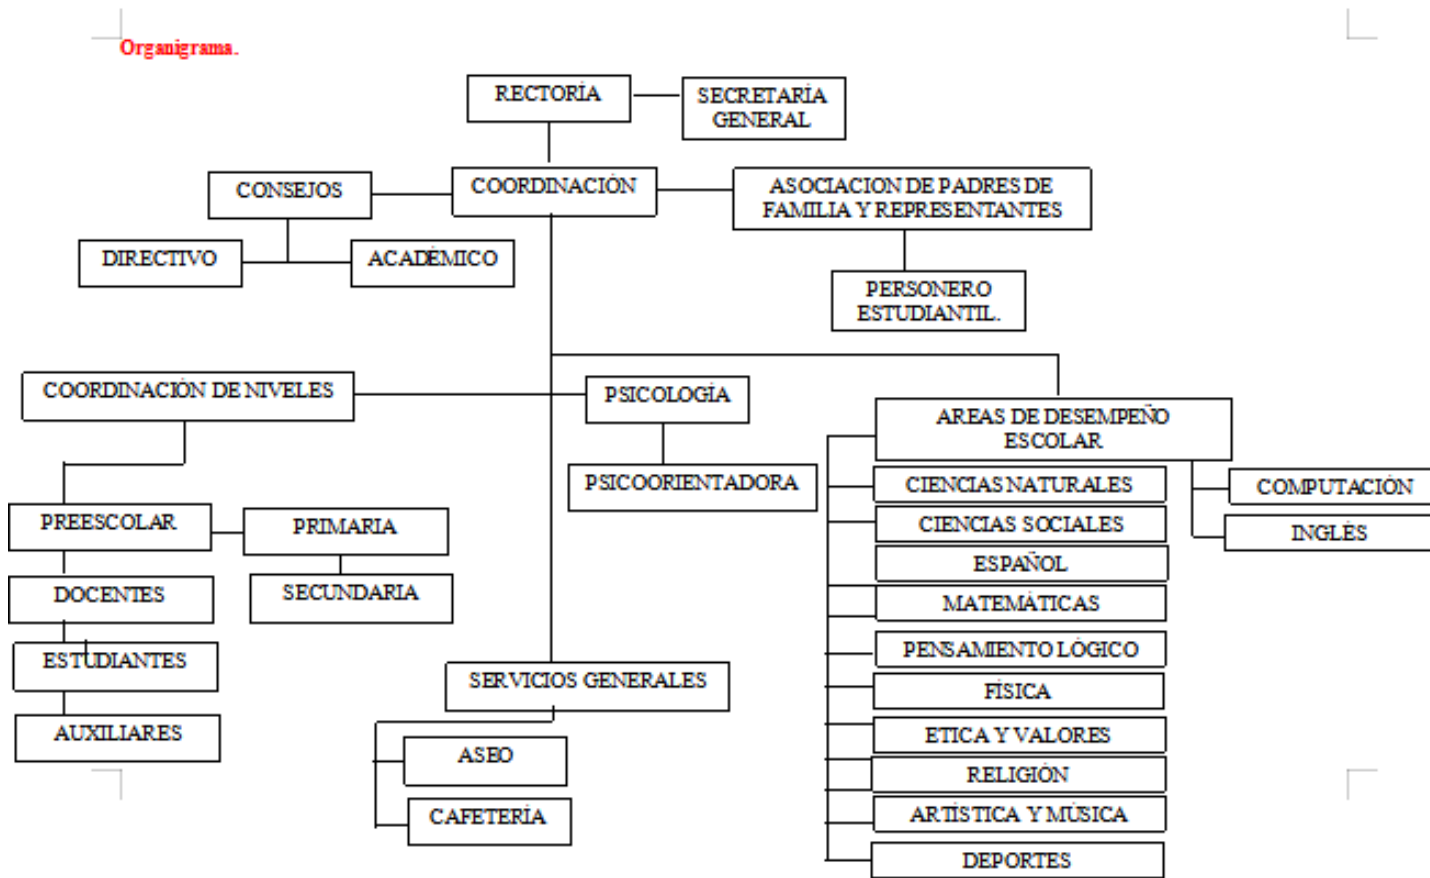 Organigrama.
RECTORÍA
SECRETARÍA
GENERAL
CONSEJOS
COORDINACIÓN
ASOCIACION DE PADRES DE
FAMILIA Y REPRESENTANTES
DIRECTIVO
ACADÉMICO
PERSONERO
ESTUDIANTIL.
COORDINACIÓN DE NIVELES
PSICOLOGÍA
AREAS DE DESEMPEÑO
ESCOLAR
PSICOORIENTADORA
CIENCIAS NATURALES
COMPUTACIÓN
PREESCOLAR
PRIMARIA
CIENCIAS SOCIALES
INGLÉS
ESPAÑOL
DOCENTES
SECUNDARIA
MATEMÁTICAS
ESTUDIANTES
PENSAMIENTO LÓGICO
SERVICIOS GENERALES
FÍSICA
AUXILIARES
ETICA Y VALORES
ASEO
RELIGIÓN
CAFETERÍA
ARTÍSTICA Y MÚSICA
DEPORTES